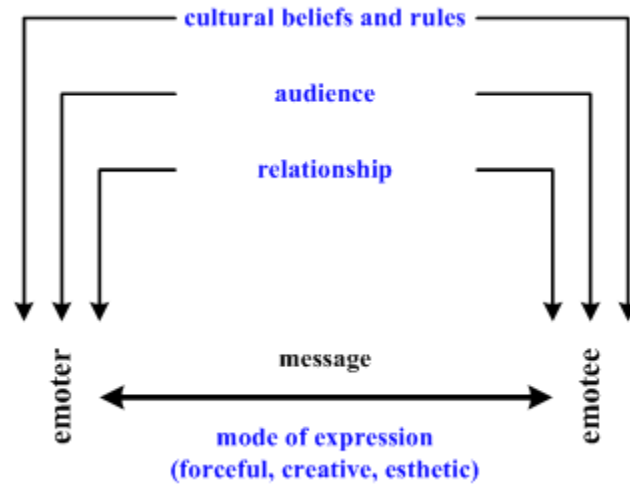 cultural beliefs and rules
audience
relationship
emoter
message
emotee
mode of expression
(forceful, creative, esthetic)